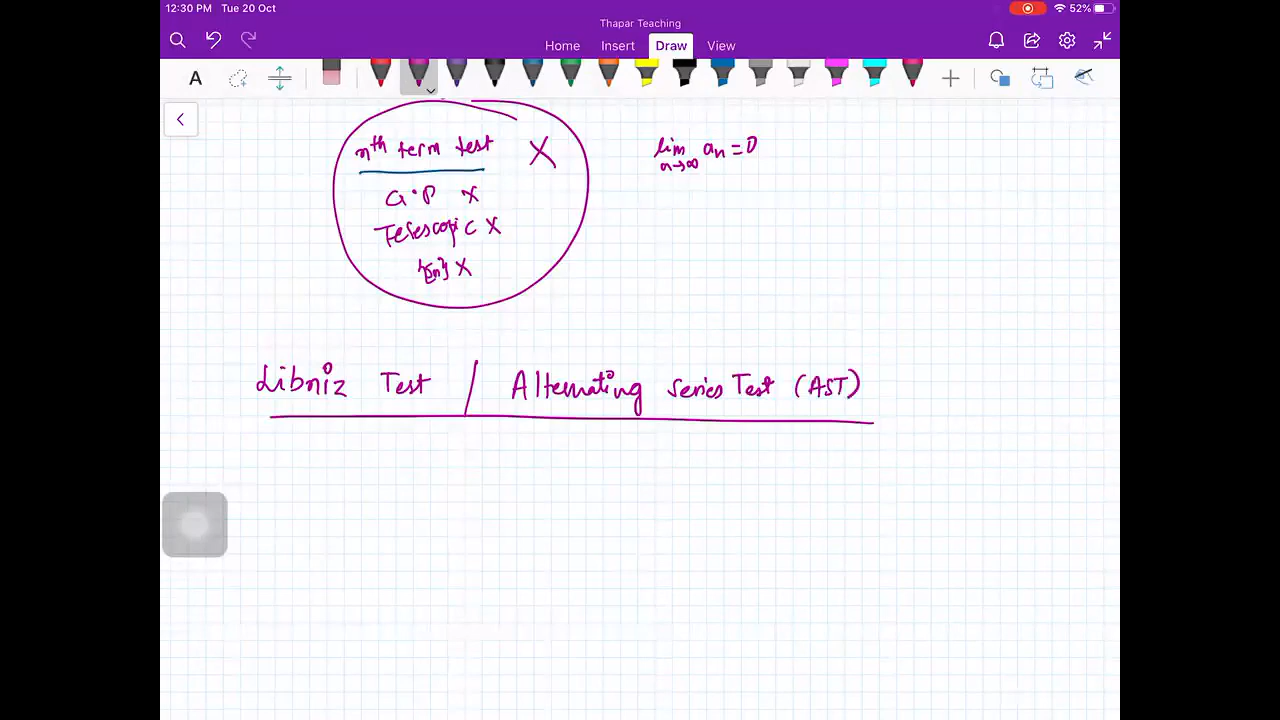 12:30 PM Tue 20 Oct
52%
Thapar Teaching
Home Insert Draw View
A
nth term test X
lim an = 0
n→∞
G.P X
Telescopic X
{Sn} X
Libniz Test / Alternating Series Test (AST)